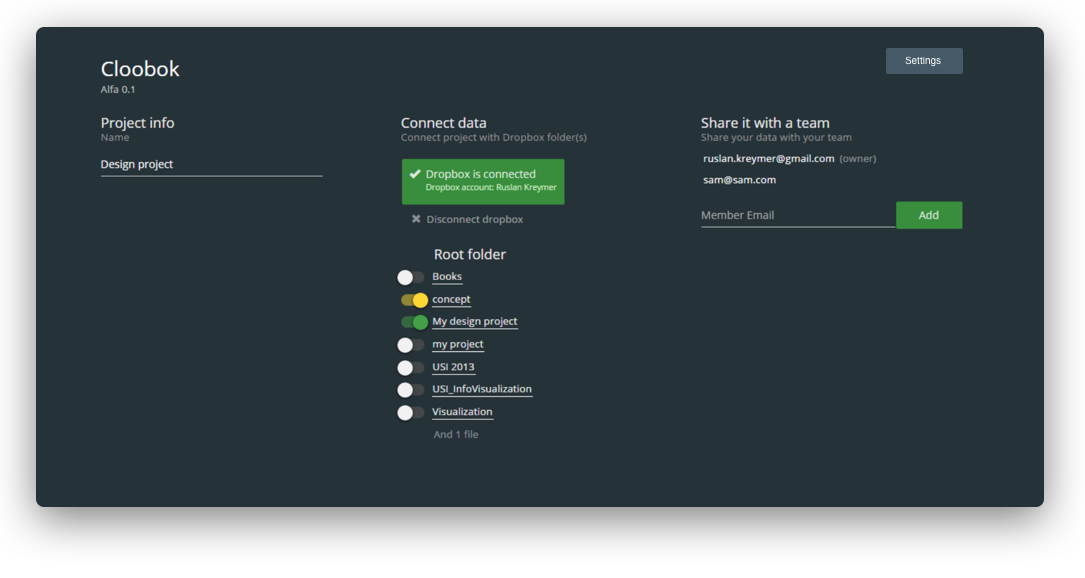 Cloobok
Alfa 0.1
Settings
Project info
Name
Design project
Connect data
Connect project with Dropbox folder(s)
Dropbox is connected
Dropbox account: Ruslan Kreymer
Disconnect dropbox
Root folder
Books
concept
My design project
my project
USI 2013
USI_InfoVisualization
Visualization
And 1 file
Share it with a team
Share your data with your team
ruslan.kreymer@gmail.com (owner)
sam@sam.com
Member Email
Add